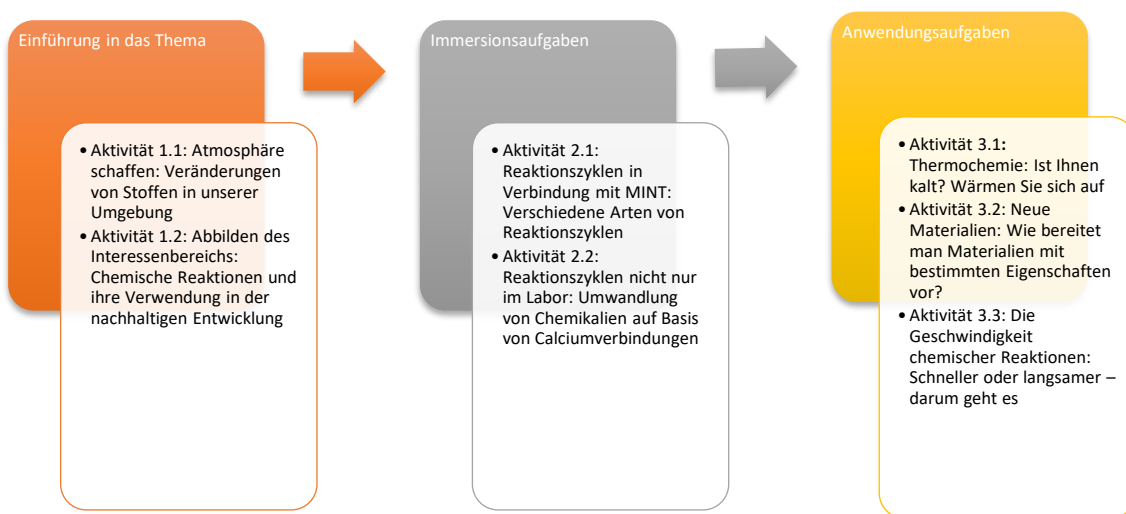 Einführung in das Thema
• Aktivität 1.1: Atmosphäre
schaffen: Veränderungen
von Stoffen in unserer
Umgebung
• Aktivität 1.2: Abbilden des
Interessenbereichs:
Chemische Reaktionen und
ihre Verwendung in der
nachhaltigen Entwicklung
Immersionsaufgaben
• Aktivität 2.1:
Reaktionszyklen in
Verbindung mit MINT:
Verschiedene Arten von
Reaktionszyklen
• Aktivität 2.2:
Reaktionszyklen nicht nur
im Labor: Umwandlung
von Chemikalien auf Basis
von Calciumverbindungen
Anwendungsaufgaben
• Aktivität 3.1:
Thermochemie: Ist Ihnen
kalt? Wärmen Sie sich auf
• Aktivität 3.2: Neue
Materialien: Wie bereitet
man Materialien mit
bestimmten Eigenschaften
vor?
• Aktivität 3.3: Die
Geschwindigkeit
chemischer Reaktionen:
Schneller oder langsamer –
darum geht es